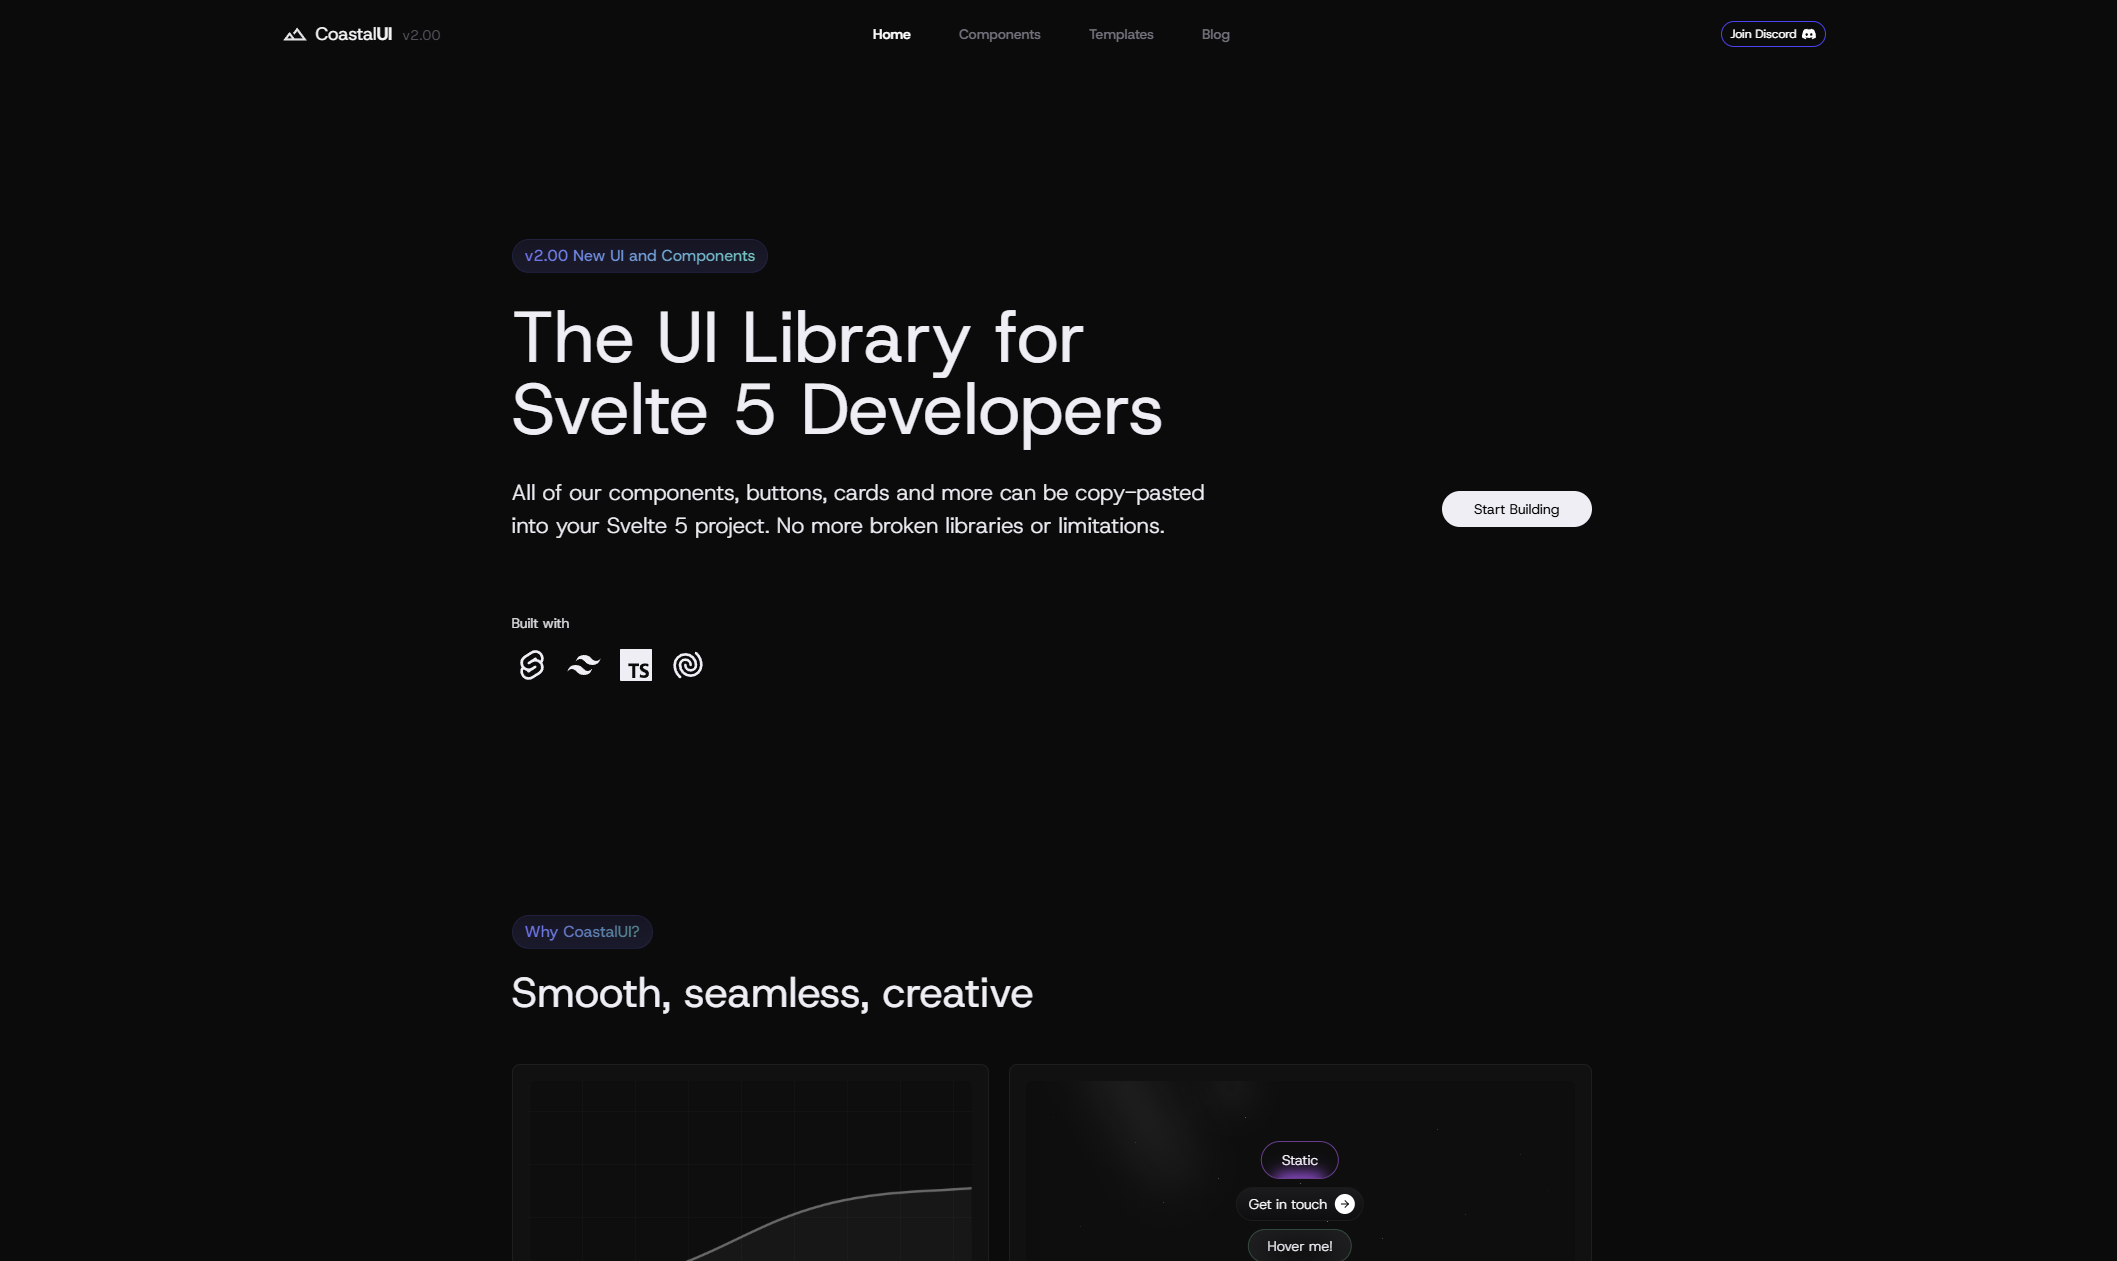 CoastalUI v2.00
Home
Components
Templates
Blog
Join Discord
v2.00 New UI and Components
The UI Library for
Svelte 5 Developers
All of our components, buttons, cards and more can be copy-pasted
into your Svelte 5 project. No more broken libraries or limitations.
Start Building
Built with
TS
Why CoastalUI?
Smooth, seamless, creative
Static
Get in touch
Hover me!